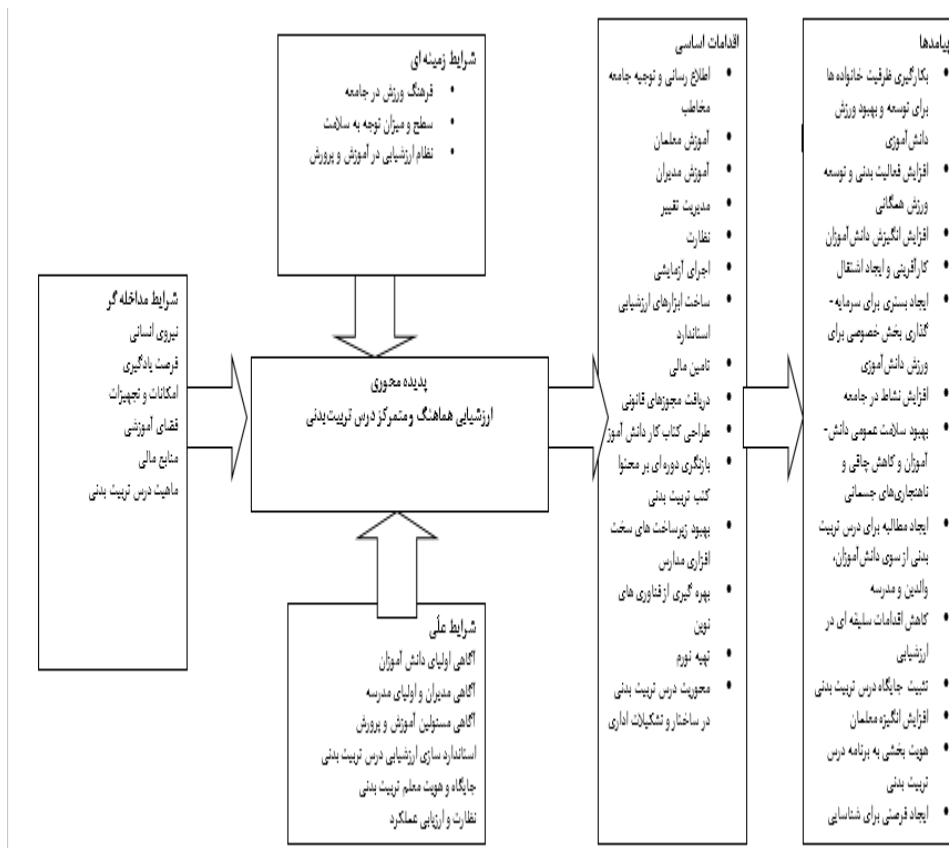 شرایط زمینه ای
فرهنگ ورزش در جامعه
سطح و میزان توجه به سلامت
نظام ارزشیابی در آموزش و پرورش
شرایط مداخله گر
نیروی انسانی
فرصت یادگیری
امکانات و تجهیزات
فضای آموزشی
منابع مالی
ماهیت درس تربیت بدنی
پدیده محوری
ارزشیابی هماهنگ ومتمرکز درس تربیت‌بدنی
شرایط علّی
آگاهی اولیای دانش آموزان
آگاهی مدیران و اولیای مدرسه
آگاهی مسئولین آموزش و پرورش
استاندارد سازی ارزشیابی درس تربیت بدنی
جایگاه و هویت معلم تربیت بدنی
نظارت و ارزیابی عملکرد
اقدامات اساسی
اطلاع رسانی و توجیه جامعه
مخاطب
آموزش معلمان
آموزش مدیران
مدیریت تغییر
نظارت
اجرای آزمایشی
ساخت ابزارهای ارزشیابی
استاندارد
تامین مالی
دریافت مجوزهای قانونی
طراحی کتاب کار دانش آموز
بازنگری دوره ای بر محتوا
کتب تربیت بدنی
بهبود زیرساخت های سخت
افزاری مدارس
بهره گیری از فناوری های
نوین
تهیه نورم
محوریت درس تربیت بدنی
در ساختار و تشکیلات اداری
پیامدها
بکارگیری ظرفیت خانواده ها
برای توسعه و بهبود ورزش
دانش‌آموزی
افزایش فعالیت بدنی و توسعه
ورزش همگانی
افزایش انگیزش دانش‌آموزان
کارآفرینی و ایجاد اشتغال
ایجاد بستری برای سرمایه-
گذاری بخش خصوصی برای
ورزش دانش‌آموزی
افزایش نشاط در جامعه
بهبود سلامت عمومی دانش-
آموزان و کاهش چاقی و
ناهنجاری‌های جسمانی
ایجاد مطالبه برای درس تربیت
بدنی از سوی دانش‌آموزان،
والدین و مدرسه
کاهش اقدامات سلیقه ای در
ارزشیابی
تثبیت جایگاه درس تربیت بدنی
افزایش انگیزه معلمان
هویت بخشی به برنامه درس
تربیت بدنی
ایجاد فرصتی برای شناسایی